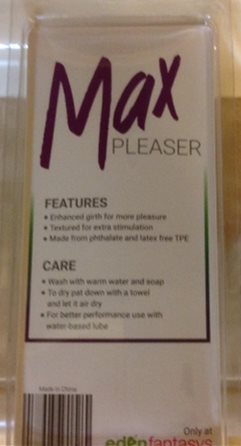 Max
PLEASER
FEATURES
• Enhanced girth for more pleasure
• Textured for extra stimulation
• Made from phthalate and latex free TPE
CARE
• Wash with warm water and soap
• To dry pat down with a towel
and let it air dry
• For better performance use with
water-based lube
Made in China
Only at
edenfantasys